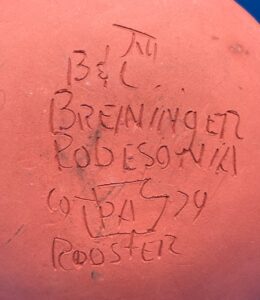 B & L
BREININGER
ROBESONIA
PA 79
ROOSTER